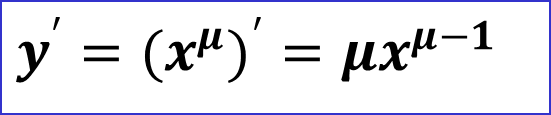 y′ = (x^μ)′ = μx^{μ−1}